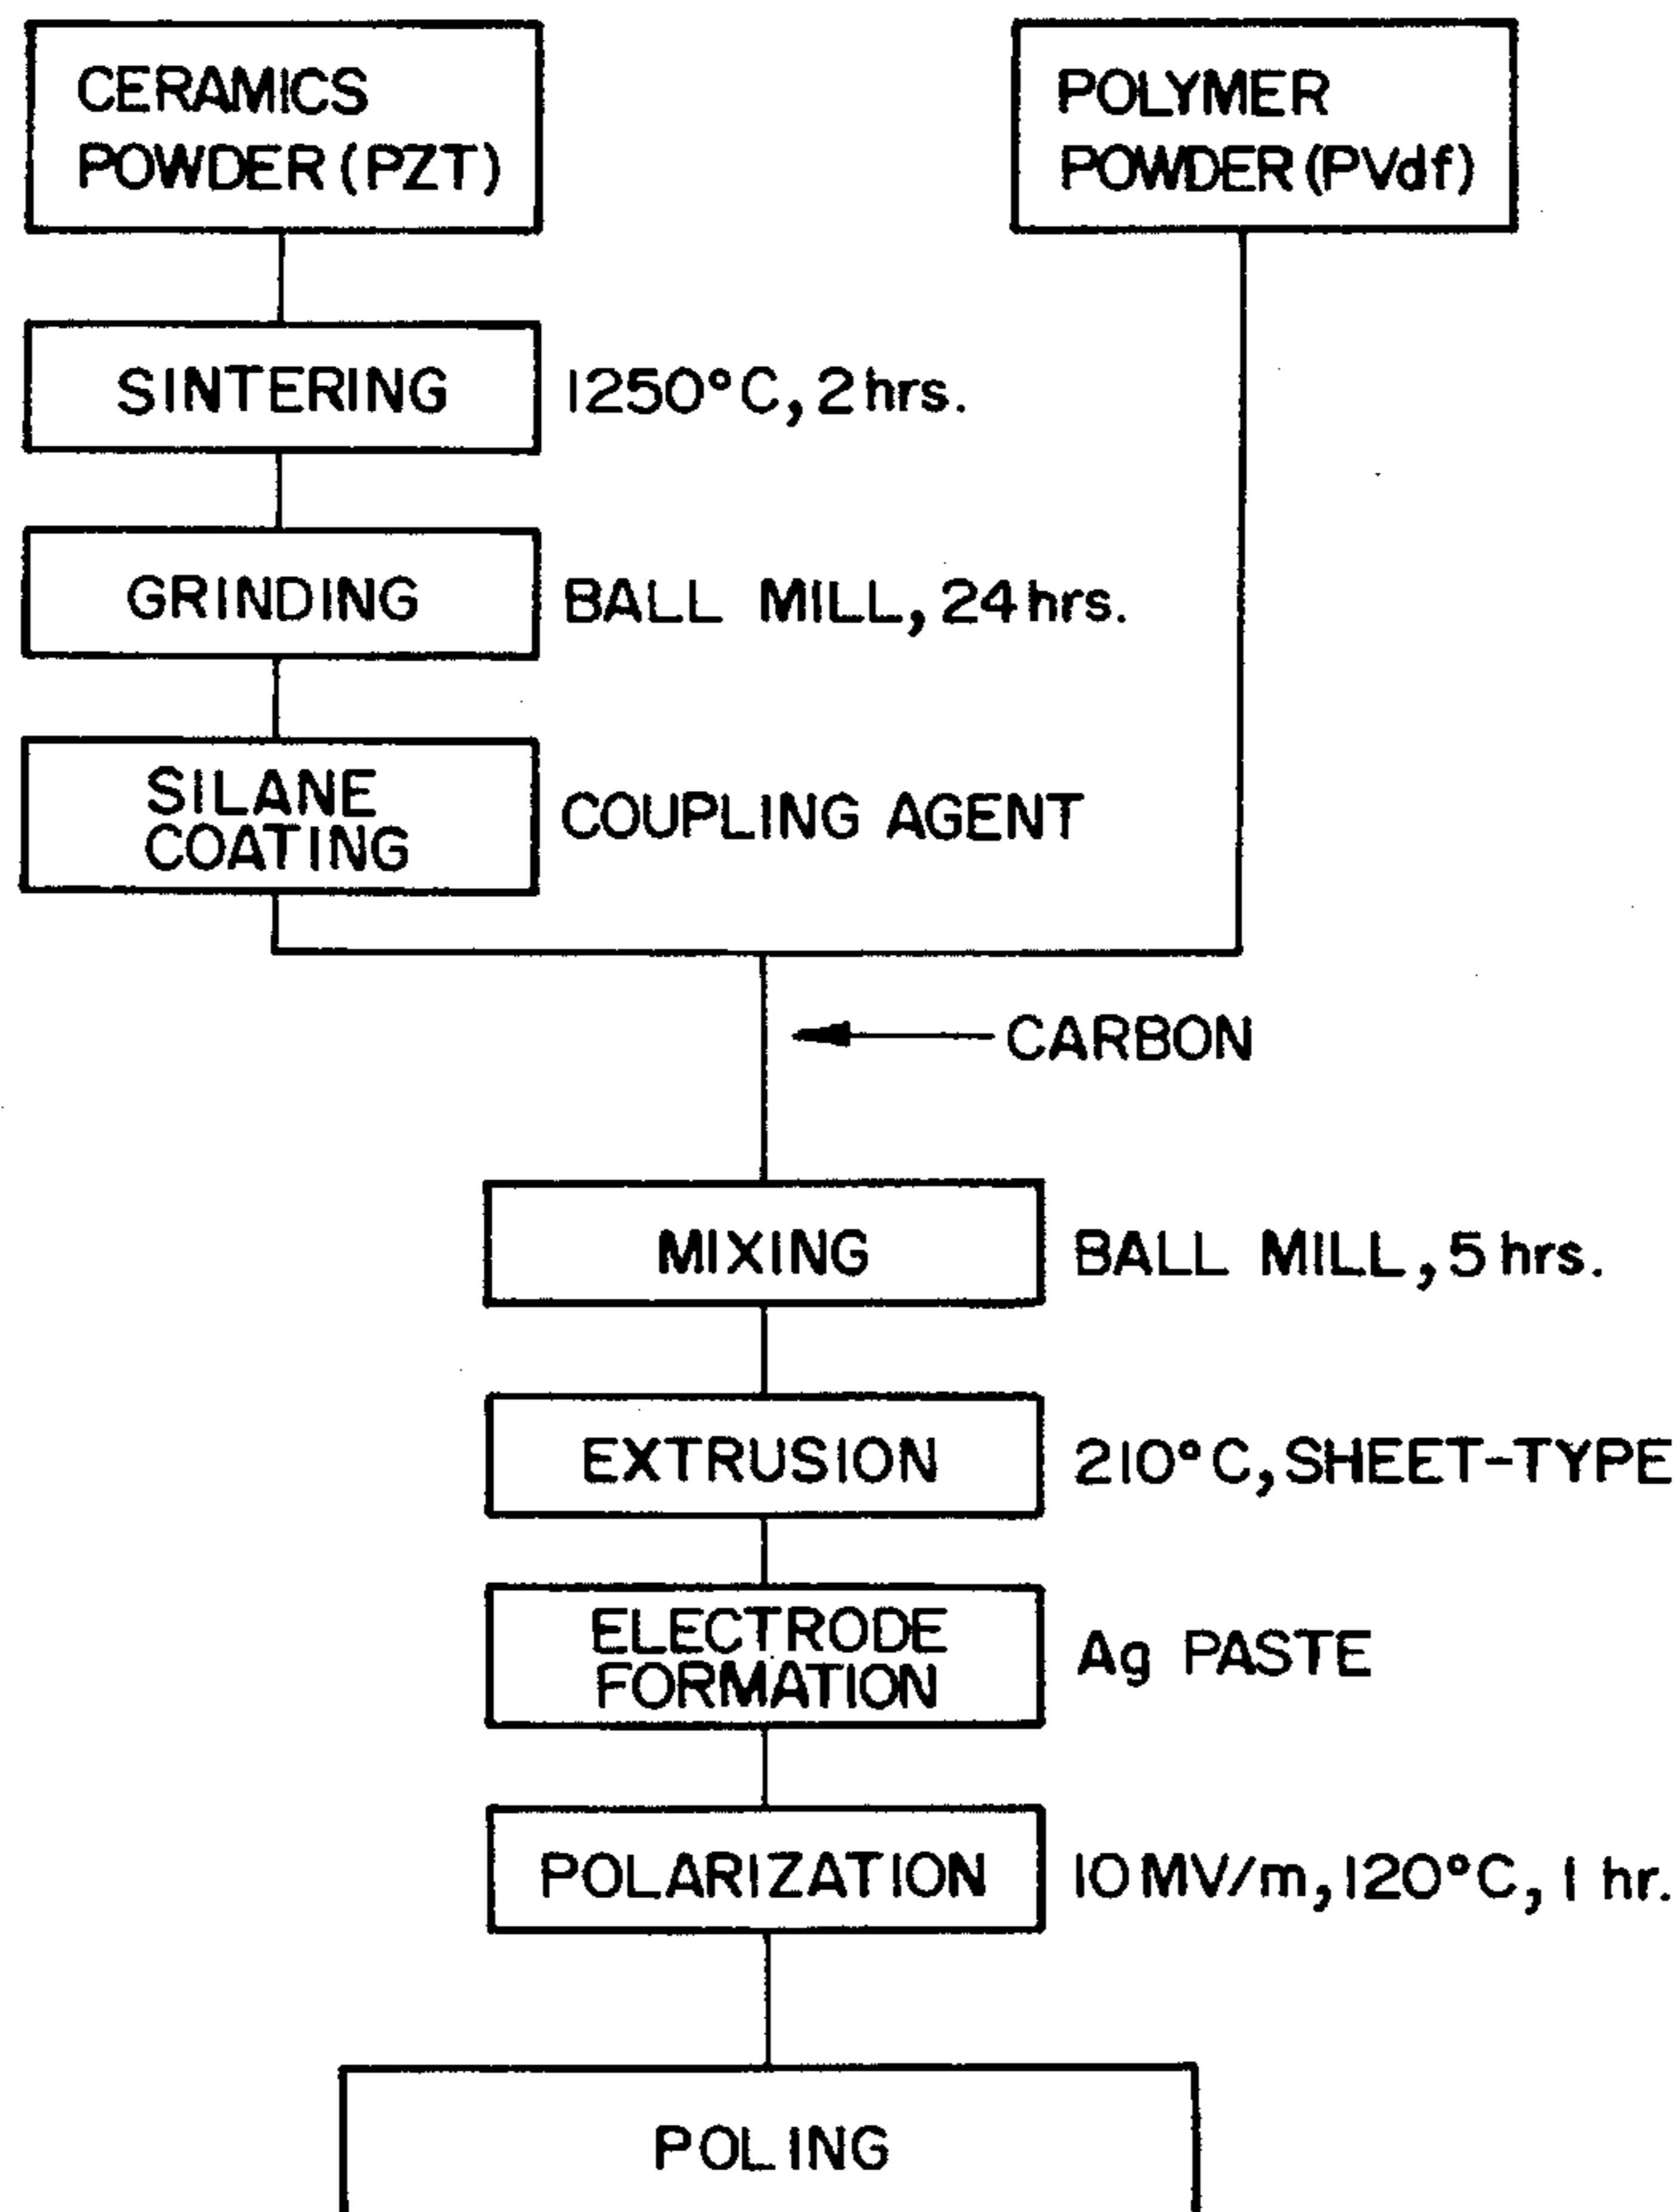 CERAMICS
POWDER (PZT)
POLYMER
POWDER (PVdf)
SINTERING
1250°C, 2 hrs.
GRINDING
BALL MILL, 24 hrs.
SILANE
COATING
COUPLING AGENT
CARBON
MIXING
BALL MILL, 5 hrs.
EXTRUSION
210°C, SHEET-TYPE
ELECTRODE
FORMATION
Ag PASTE
POLARIZATION
10 MV/m, 120°C, 1 hr.
POLING